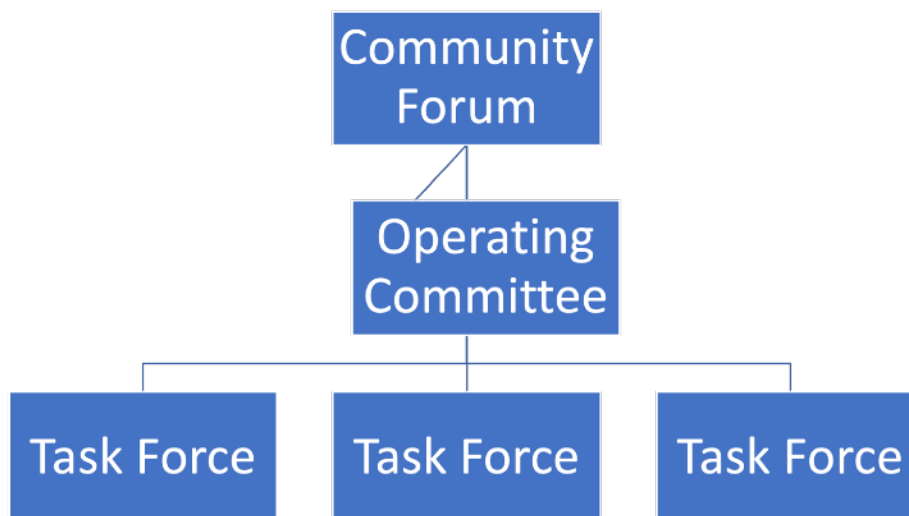 Community
Forum
Operating
Committee
Task Force
Task Force
Task Force